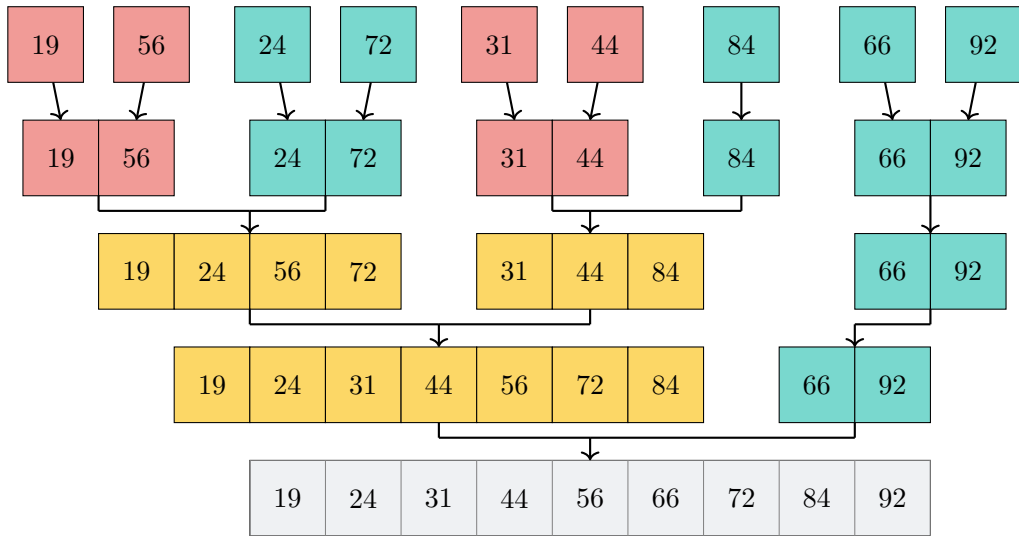 19 56 24 72 31 44 84 66 92
19 56 24 72 31 44 84 66 92
19 24 56 72 31 44 84 66 92
19 24 31 44 56 72 84 66 92
19 24 31 44 56 66 72 84 92